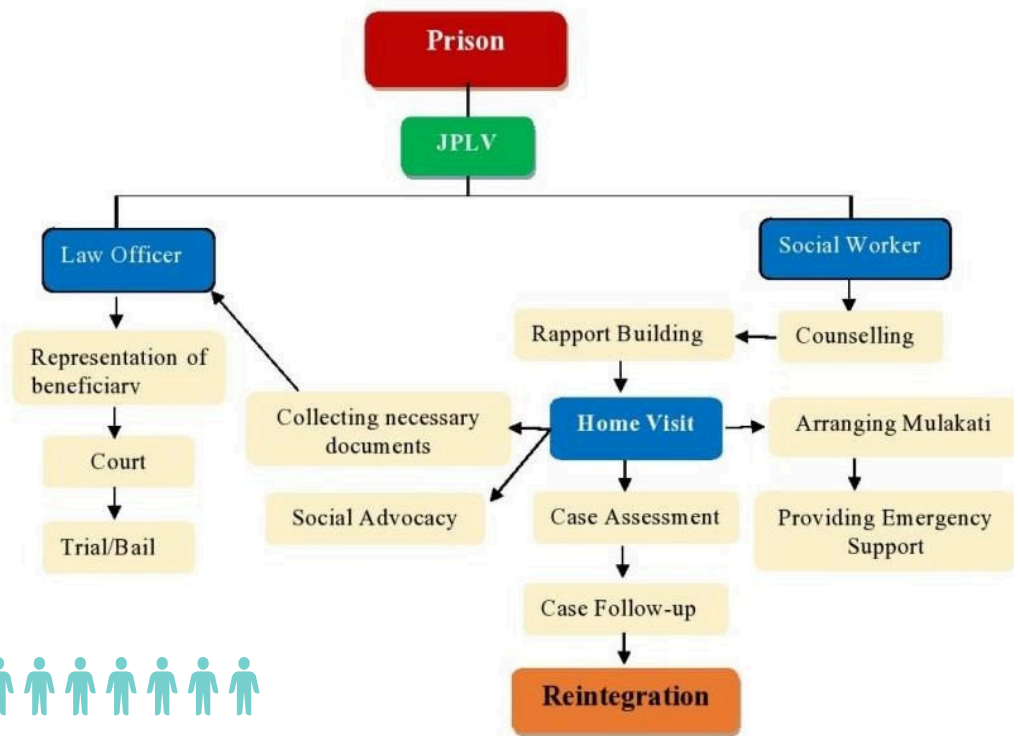 Prison
JPLV
Law Officer
Social Worker
Representation of
beneficiary
Rapport Building
Counselling
Collecting necessary
documents
Home Visit
Arranging Mulakati
Court
Social Advocacy
Case Assessment
Providing Emergency
Support
Trial/Bail
Case Follow-up
Reintegration